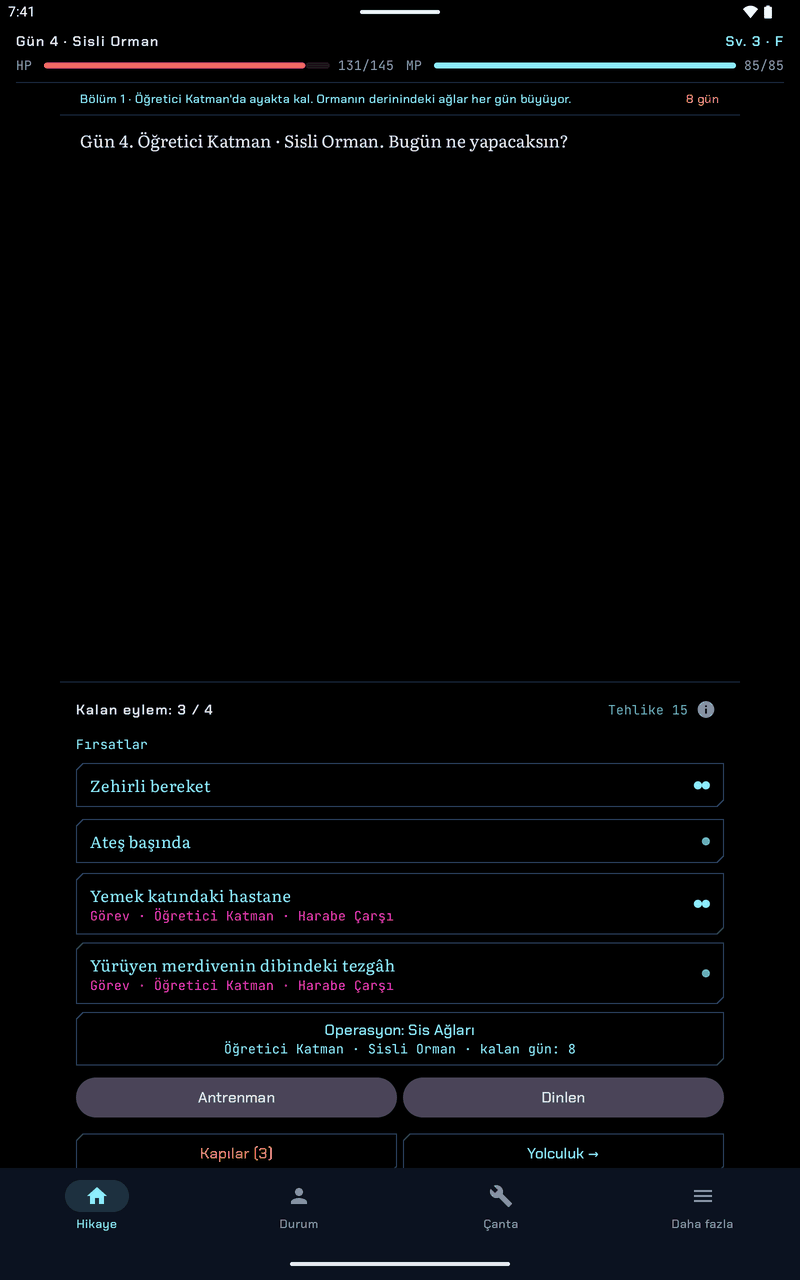 7:41
Gün 4 · Sisli Orman
Sv. 3 · F
HP 131/145 MP 85/85
Bölüm 1 · Öğretici Katman'da ayakta kal. Ormanın derinindeki ağlar her gün büyüyor. 8 gün
Gün 4. Öğretici Katman · Sisli Orman. Bugün ne yapacaksın?
Kalan eylem: 3 / 4
Tehlike 15
Fırsatlar
Zehirli bereket
Ateş başında
Yemek katındaki hastane
Görev · Öğretici Katman · Harabe Çarşı
Yürüyen merdivenin dibindeki tezgâh
Görev · Öğretici Katman · Harabe Çarşı
Operasyon: Sis Ağları
Öğretici Katman · Sisli Orman · kalan gün: 8
Antrenman
Dinlen
Kapılar (3)
Yolculuk →
Hikaye
Durum
Çanta
Daha fazla